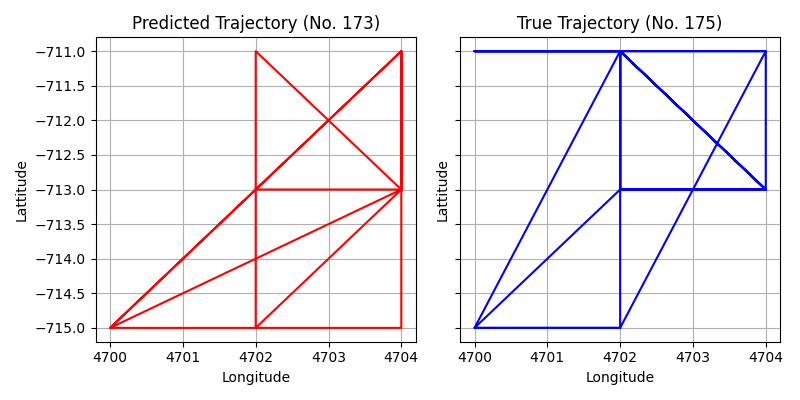 Predicted Trajectory (No. 173)
True Trajectory (No. 175)
−711.0
−711.5
−712.0
−712.5
−713.0
−713.5
−714.0
−714.5
−715.0
Lattitude
Lattitude
4700 4701 4702 4703 4704
4700 4701 4702 4703 4704
Longitude
Longitude